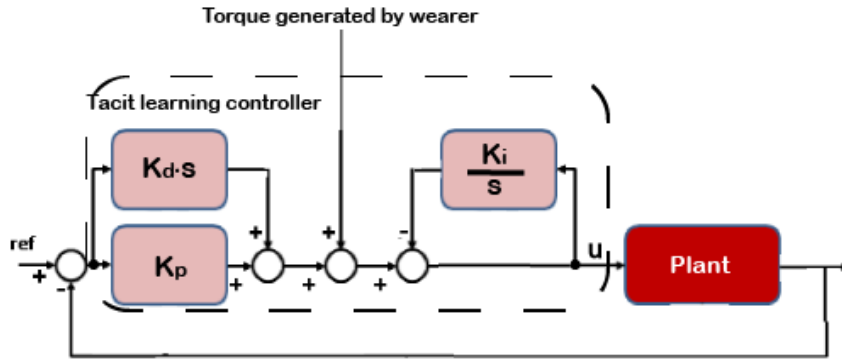 Torque generated by wearer
Tacit learning controller
Kd·s
Ki
s
+
+
-
ref
u
+
-
Kp
+
+
+
Plant